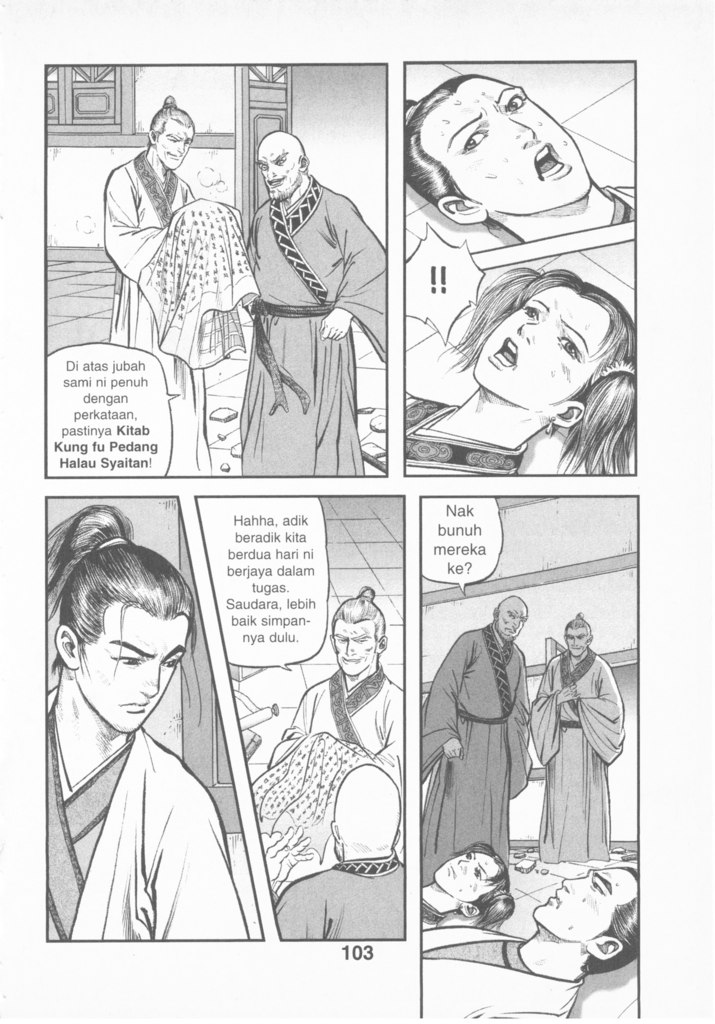 Di atas jubah
sami ni penuh
dengan
perkataan,
pastinya Kitab
Kung fu Pedang
Halau Syaitan!
!!
Hahha, adik
beradik kita
berdua hari ni
berjaya dalam
tugas.
Saudara, lebih
baik simpan-
nya dulu.
Nak
bunuh
mereka
ke?
103